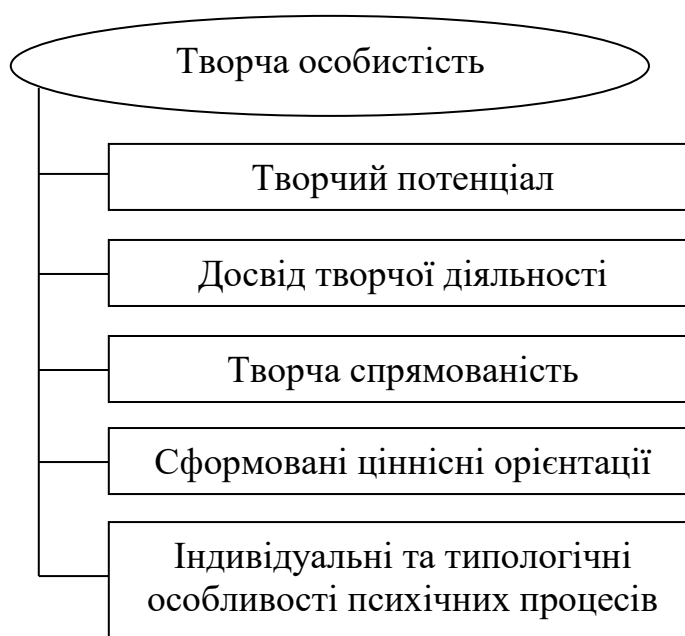 Творча особистість
Творчий потенціал
Досвід творчої діяльності
Творча спрямованість
Сформовані ціннісні орієнтації
Індивідуальні та типологічні
особливості психічних процесів